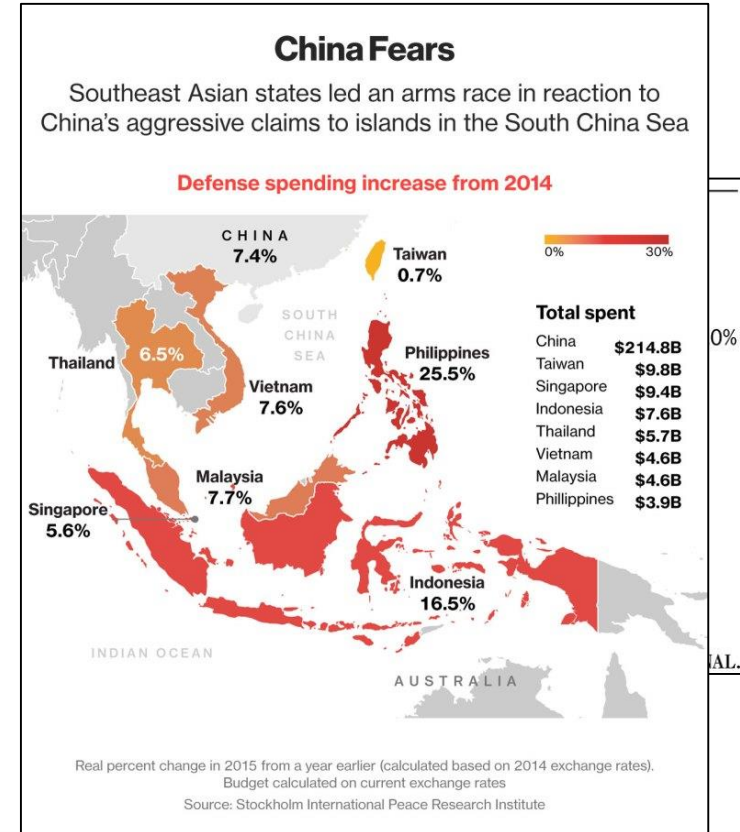 China Fears
Southeast Asian states led an arms race in reaction to
China's aggressive claims to islands in the South China Sea
Defense spending increase from 2014
CHINA
7.4%
Taiwan
0.7%
0% 30%
SOUTH
CHINA
SEA
Total spent
China $214.8B
Taiwan $9.8B
Singapore $9.4B
Indonesia $7.6B
Thailand $5.7B
Vietnam $4.6B
Malaysia $4.6B
Phillippines $3.9B
0%
Thailand
6.5%
Philippines
25.5%
Vietnam
7.6%
Malaysia
7.7%
Singapore
5.6%
Indonesia
16.5%
INDIAN OCEAN
AUSTRALIA
Real percent change in 2015 from a year earlier (calculated based on 2014 exchange rates).
Budget calculated on current exchange rates
Source: Stockholm International Peace Research Institute